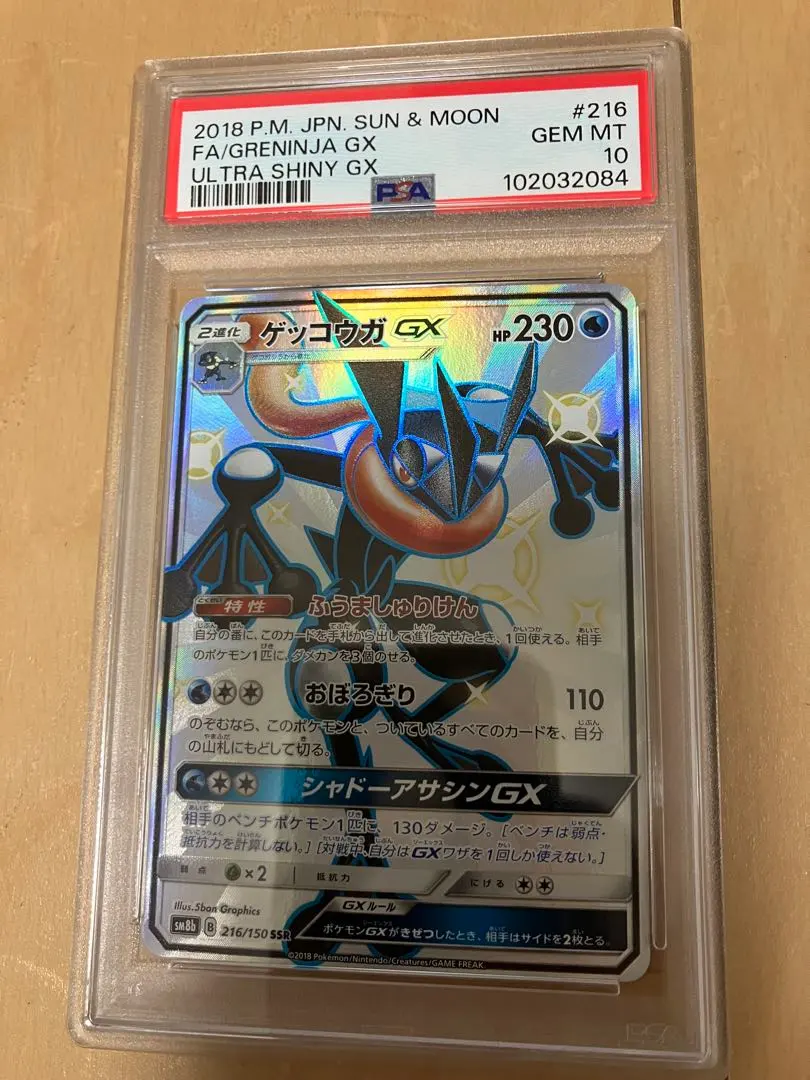 2018 P.M. JPN. SUN & MOON #216
FA/GRENINJA GX GEM MT
ULTRA SHINY GX 10
PSA 102032084
2進化 ゲッコウガGX HP230
ゲコガシラから進化
特性 ふうましゅりけん
自分の番に、このカードを手札から出して進化させたとき、1回使える。相手
のポケモン1匹に、ダメカンを3個のせる。
おぼろぎり 110
のぞむなら、このポケモンと、ついているすべてのカードを、自分
の山札にもどして切る。
シャドーアサシンGX
相手のベンチポケモン1匹に、130ダメージ。[ベンチは弱点・
抵抗力を計算しない。] [対戦中、自分はGXワザを1回しか使えない。]
弱点 ×2 抵抗力 にげる
Illus.5ban Graphics GXルール
SM8b B 216/150 SSR ポケモンGXがきぜつしたとき、相手はサイドを2枚とる。
©2018 Pokémon/Nintendo/Creatures/GAME FREAK.